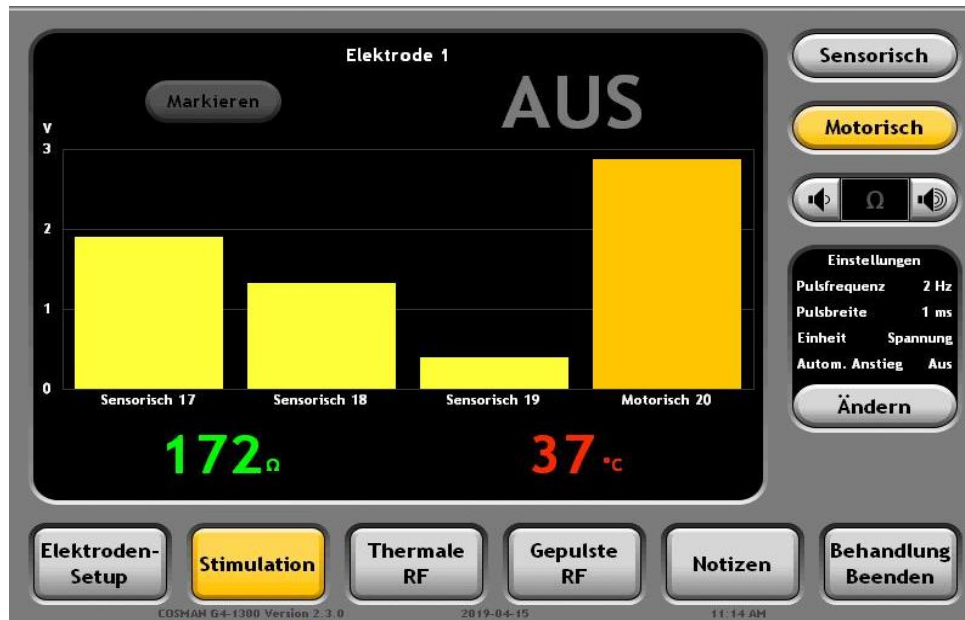 Elektrode 1
Markieren
AUS
V
3
2
1
0
Sensorisch 17
Sensorisch 18
Sensorisch 19
Motorisch 20
172 Ω
37 °C
Sensorisch
Motorisch
Ω
Einstellungen
Pulsfrequenz 2 Hz
Pulsbreite 1 ms
Einheit Spannung
Autom. Anstieg Aus
Ändern
Elektroden-
Setup
Stimulation
Thermale
RF
Gepulste
RF
Notizen
Behandlung
Beenden
COSMAN G4-1300 Version 2.3.0
2019-04-15
11:14 AM